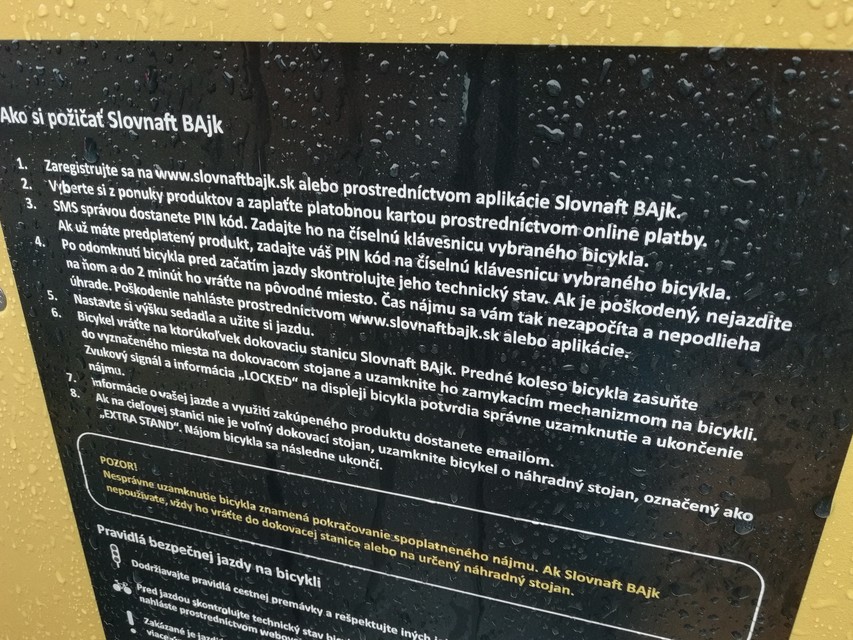 Ako si požičať Slovnaft BAjk
1. Zaregistrujte sa na www.slovnaftbajk.sk alebo prostredníctvom aplikácie Slovnaft BAjk.
2. Vyberte si z ponuky produktov a zaplaťte platobnou kartou prostredníctvom online platby.
3. SMS správou dostanete PIN kód. Zadajte ho na číselnú klávesnicu vybraného bicykla.
Ak už máte predplatený produkt, zadajte váš PIN kód na číselnú klávesnicu vybraného bicykla.
4. Po odomknutí bicykla pred začatím jazdy skontrolujte jeho technický stav. Ak je poškodený, nejazdite
na ňom a do 2 minút ho vráťte na pôvodné miesto. Čas nájmu sa vám tak nezapočíta a nepodlieha
úhrade. Poškodenie nahláste prostredníctvom www.slovnaftbajk.sk alebo aplikácie.
5. Nastavte si výšku sedadla a užite si jazdu.
6. Bicykel vráťte na ktorúkoľvek dokovaciu stanicu Slovnaft BAjk. Predné koleso bicykla zasuňte
do vyznačeného miesta na dokovacom stojane a uzamknite ho zamykacím mechanizmom na bicykli.
Zvukový signál a informácia „LOCKED“ na displeji bicykla potvrdia správne uzamknutie a ukončenie
nájmu.
7. Informácie o vašej jazde a využití zakúpeného produktu dostanete emailom.
8. Ak na cieľovej stanici nie je voľný dokovací stojan, uzamknite bicykel o náhradný stojan, označený ako
„EXTRA STAND“. Nájom bicykla sa následne ukončí.
POZOR!
Nesprávne uzamknutie bicykla znamená pokračovanie spoplatneného nájmu. Ak Slovnaft BAjk
nepoužívate, vždy ho vráťte do dokovacej stanice alebo na určený náhradný stojan.
Pravidlá bezpečnej jazdy na bicykli
Dodržiavajte pravidlá cestnej premávky a rešpektujte iných
Pred jazdou skontrolujte technický stav
nahláste prostredníctvom
Zakázané je